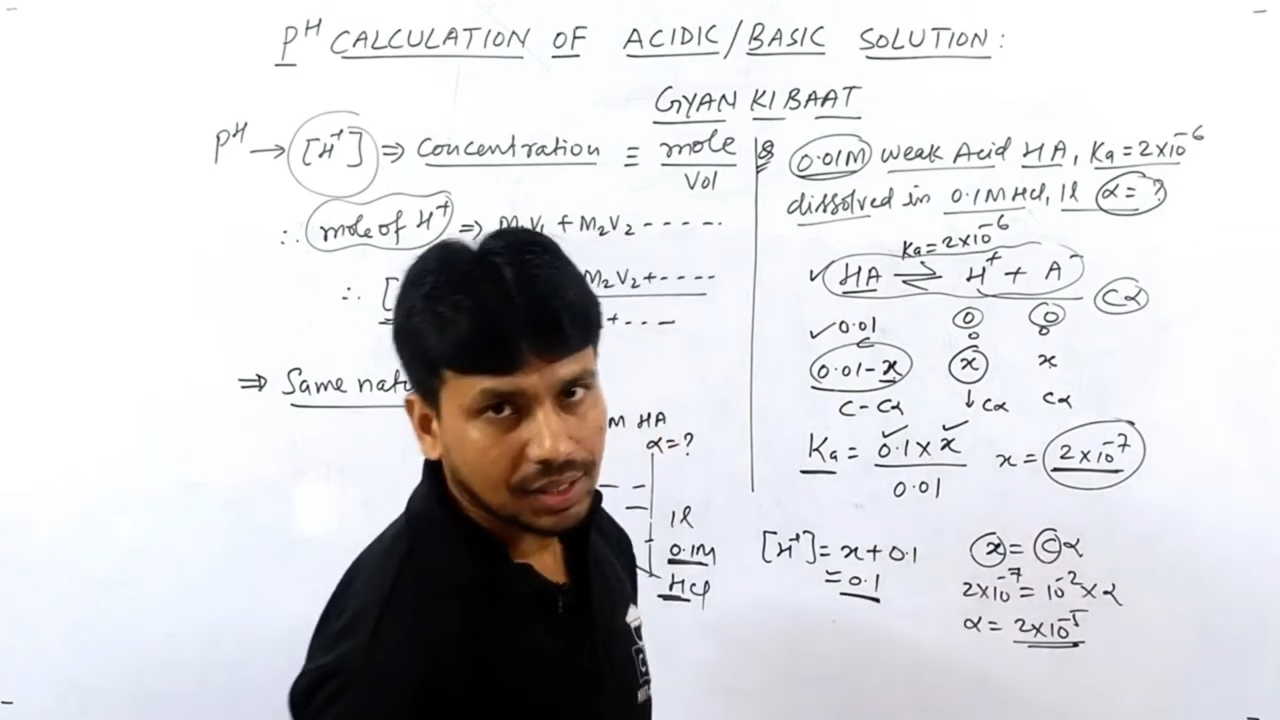 pH CALCULATION OF ACIDIC/BASIC SOLUTION:
GYAN KI BAAT
pH → [H⁺] ⇒ Concentration ≡ mole
Vol
∴ mole of H⁺ ⇒ M₁V₁ + M₂V₂ -----
∴ [
M₂V₂ + ----
+ ---
⇒ Same natu
M HA
α = ?
1l
0.1M
HCl
Q 0.01M weak Acid HA, Ka = 2×10⁻⁶
dissolved in 0.1M HCl, 1l α = ?
Ka = 2×10⁻⁶
✓ HA ⇌ H⁺ + A⁻
Cα
✓ 0.01 0 0
C 0 0
0.01-x x x
C - Cα ↓ Cα Cα
Ka = 0.1 × x
0.01
x = 2×10⁻⁷
[H⁺] = x + 0.1
= 0.1
x = Cα
2×10⁻⁷ = 10⁻² × α
α = 2×10⁻⁵